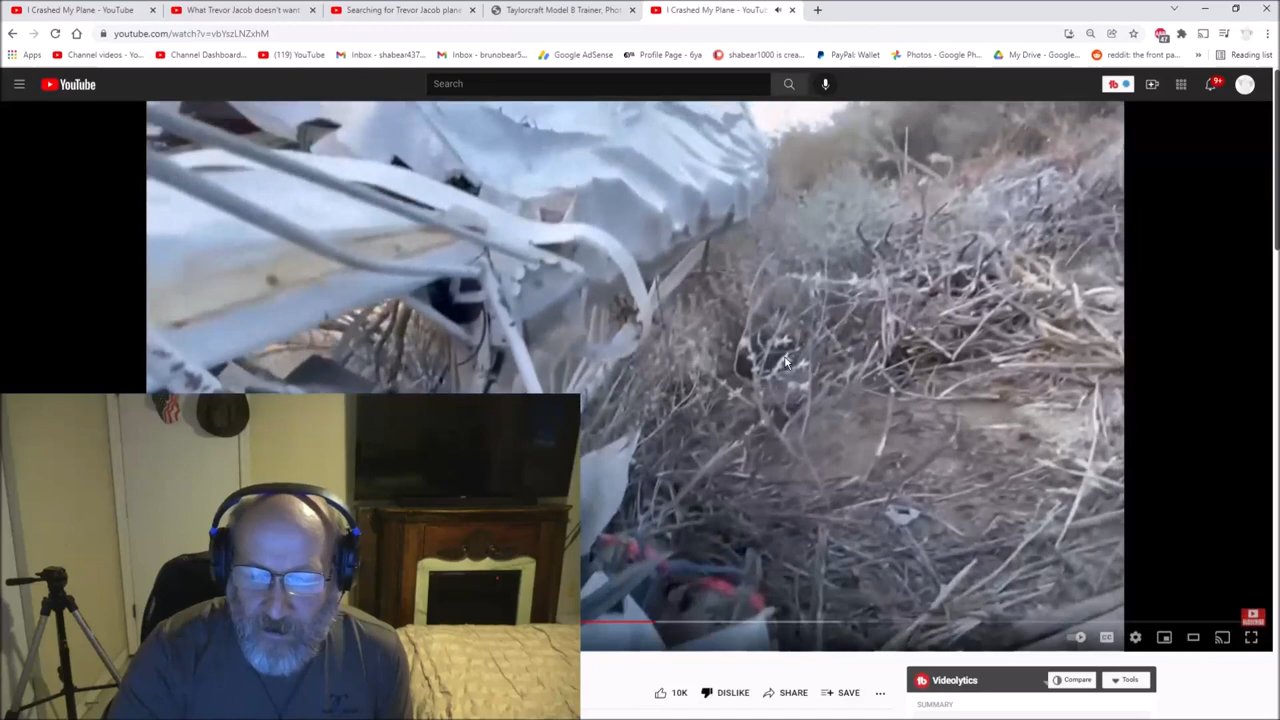 I Crashed My Plane - YouTube
What Trevor Jacob doesn't want
Searching for Trevor Jacob plane
Taylorcraft Model B Trainer, Phot
I Crashed My Plane - YouTu
youtube.com/watch?v=vbYszLNZxhM
Apps
Channel videos - Yo...
Channel Dashboard...
(119) YouTube
Inbox - shabear437...
Inbox - brunobear5...
Google AdSense
Profile Page - 6ya
shabear1000 is crea...
PayPal Wallet
Photos - Google Ph...
My Drive - Google...
reddit: the front pa...
»
Reading list
YouTube
Search
9+
CC
10K
DISLIKE
SHARE
SAVE
Videolytics
Compare
Tools
SUMMARY